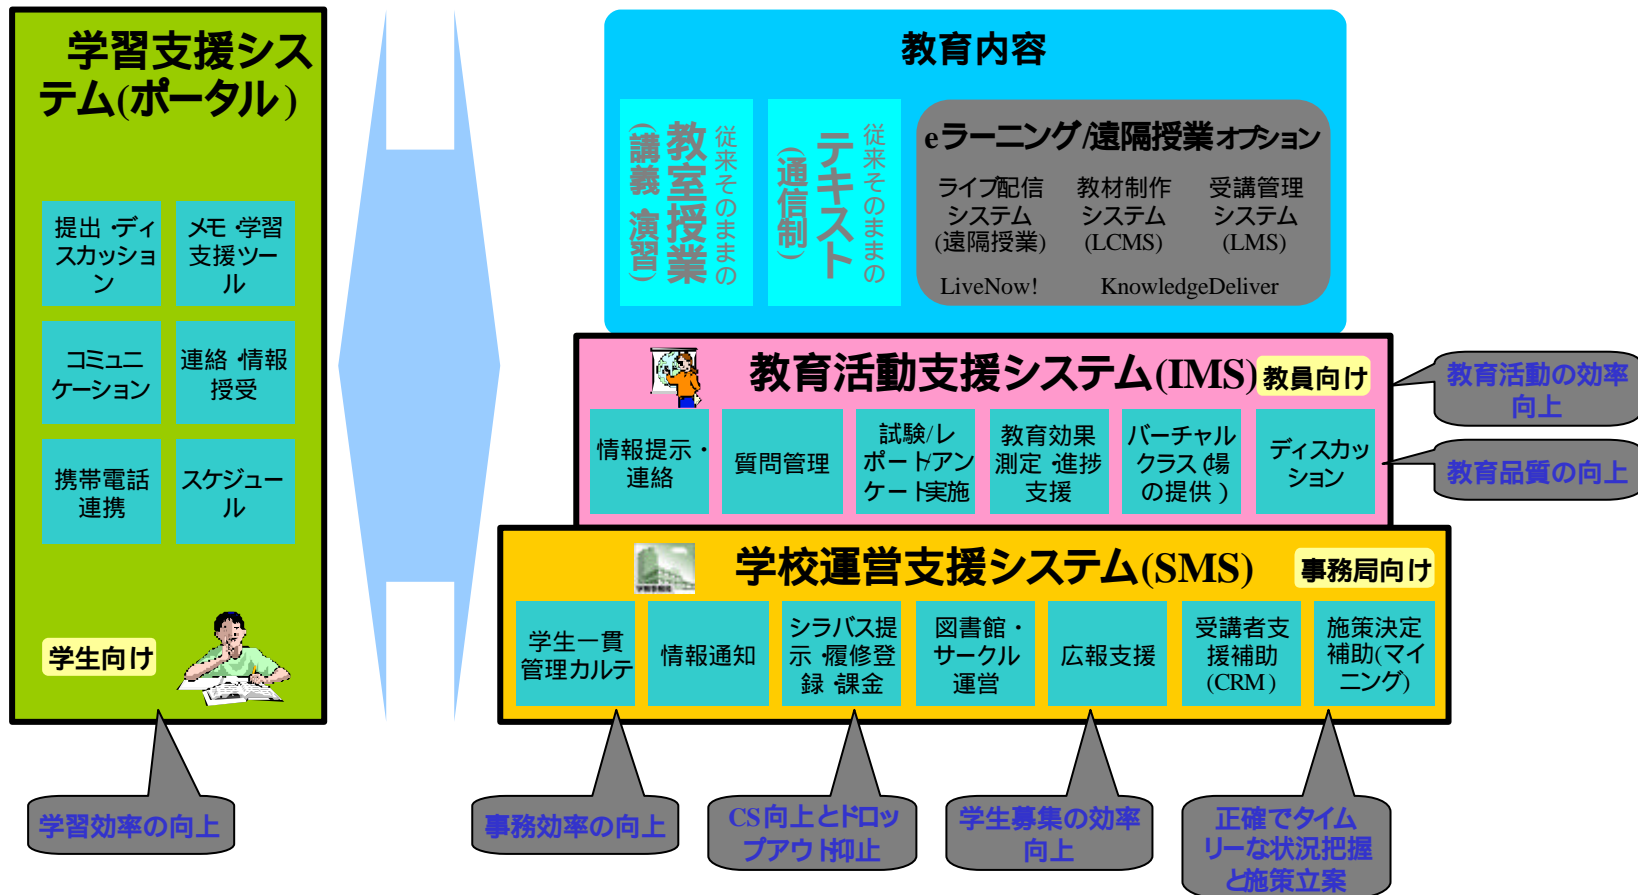 学習支援シス
テム(ポータル)
提出・ディ
スカッショ
ン
メモ・学習
支援ツー
ル
コミュニ
ケーション
連絡・情報
授受
携帯電話
連携
スケジュー
ル
学生向け
学習効率の向上
教育内容
従来そのままの
教室授業
(講義 演習)
従来そのままの
テキスト
(通信制)
eラーニング/遠隔授業オプション
ライブ配信
システム
(遠隔授業)
教材制作
システム
(LCMS)
受講管理
システム
(LMS)
LiveNow!
KnowledgeDeliver
教育活動支援システム(IMS)
教員向け
情報提示・
連絡
質問管理
試験/レ
ポート/アン
ケート実施
教育効果
測定・進捗
支援
バーチャル
クラス(場
の提供)
ディスカッ
ション
教育活動の効率
向上
教育品質の向上
学校運営支援システム(SMS)
事務局向け
学生一貫
管理カルテ
情報通知
シラバス提
示・履修登
録・課金
図書館・
サークル
運営
広報支援
受講者支
援補助
(CRM)
施策決定
補助(マイ
ニング)
事務効率の向上
CS向上とドロッ
プアウト抑止
学生募集の効率
向上
正確でタイム
リーな状況把握
と施策立案